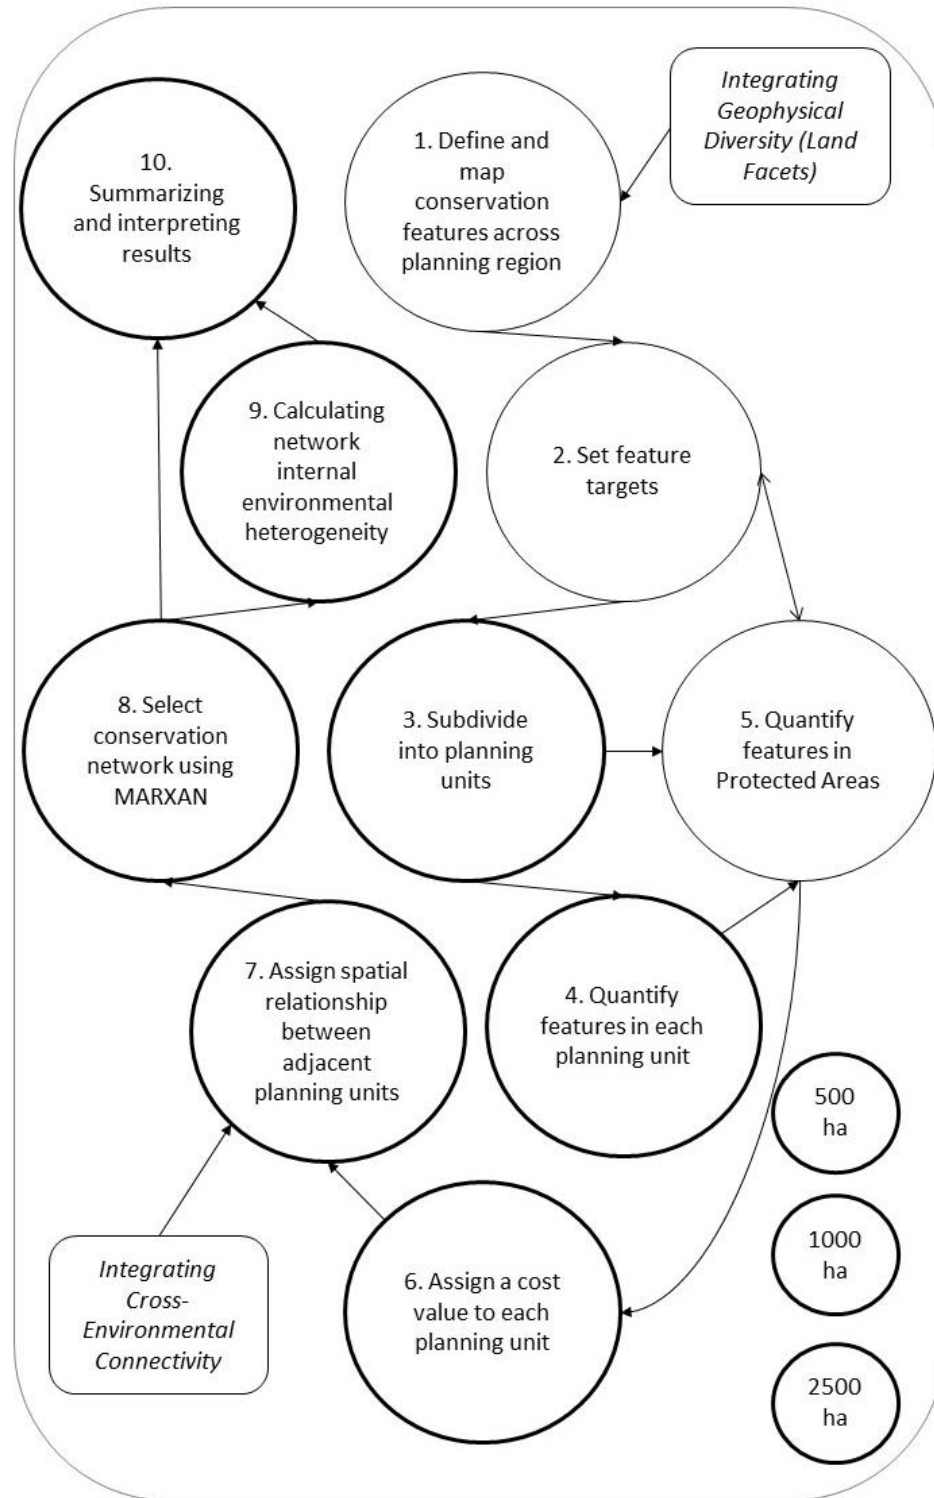 Integrating
Geophysical
Diversity (Land
Facets)
1. Define and
map
conservation
features across
planning region
10.
Summarizing
and interpreting
results
9. Calculating
network
internal
environmental
heterogeneity
2. Set feature
targets
8. Select
conservation
network using
MARXAN
3. Subdivide
into planning
units
5. Quantify
features in
Protected Areas
7. Assign spatial
relationship
between
adjacent
planning units
4. Quantify
features in each
planning unit
500
ha
1000
ha
2500
ha
Integrating
Cross-
Environmental
Connectivity
6. Assign a cost
value to each
planning unit